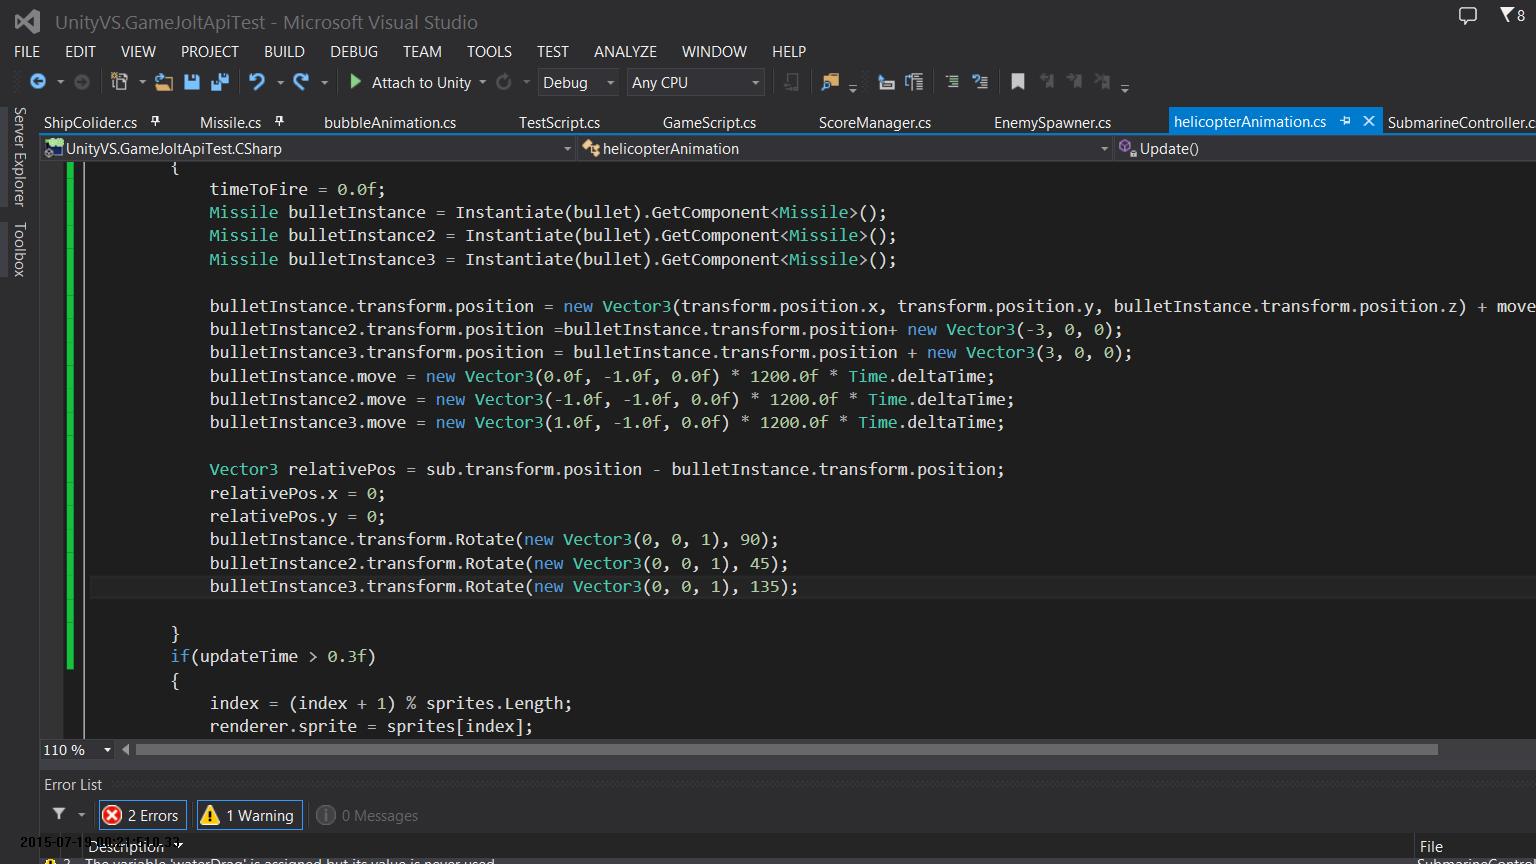 UnityVS.GameJoltApiTest - Microsoft Visual Studio
8
FILE EDIT VIEW PROJECT BUILD DEBUG TEAM TOOLS TEST ANALYZE WINDOW HELP
Attach to Unity Debug Any CPU
Server Explorer
Toolbox
ShipColider.cs Missile.cs bubbleAnimation.cs TestScript.cs GameScript.cs ScoreManager.cs EnemySpawner.cs helicopterAnimation.cs SubmarineController.cs
UnityVS.GameJoltApiTest.CSharp helicopterAnimation Update()
{
timeToFire = 0.0f;
Missile bulletInstance = Instantiate(bullet).GetComponent<Missile>();
Missile bulletInstance2 = Instantiate(bullet).GetComponent<Missile>();
Missile bulletInstance3 = Instantiate(bullet).GetComponent<Missile>();
bulletInstance.transform.position = new Vector3(transform.position.x, transform.position.y, bulletInstance.transform.position.z) + move
bulletInstance2.transform.position =bulletInstance.transform.position+ new Vector3(-3, 0, 0);
bulletInstance3.transform.position = bulletInstance.transform.position + new Vector3(3, 0, 0);
bulletInstance.move = new Vector3(0.0f, -1.0f, 0.0f) * 1200.0f * Time.deltaTime;
bulletInstance2.move = new Vector3(-1.0f, -1.0f, 0.0f) * 1200.0f * Time.deltaTime;
bulletInstance3.move = new Vector3(1.0f, -1.0f, 0.0f) * 1200.0f * Time.deltaTime;
Vector3 relativePos = sub.transform.position - bulletInstance.transform.position;
relativePos.x = 0;
relativePos.y = 0;
bulletInstance.transform.Rotate(new Vector3(0, 0, 1), 90);
bulletInstance2.transform.Rotate(new Vector3(0, 0, 1), 45);
bulletInstance3.transform.Rotate(new Vector3(0, 0, 1), 135);
}
if(updateTime > 0.3f)
{
index = (index + 1) % sprites.Length;
renderer.sprite = sprites[index];
110 %
Error List
2 Errors 1 Warning 0 Messages
Description File
The variable 'waterDrag' is assigned but its value is never used